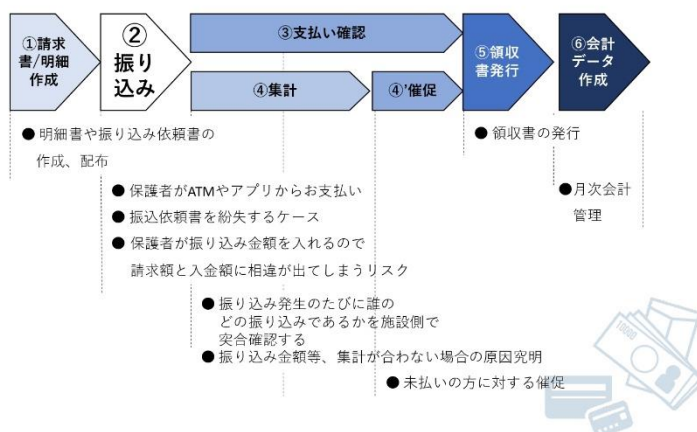 ①請求
書/明細
作成
②
振り
込み
③支払い確認
④集計
④'催促
⑤領収
書発行
⑥会計
データ
作成
● 明細書や振り込み依頼書の
作成、配布
● 領収書の発行
● 保護者がATMやアプリからお支払い
● 振込依頼書を紛失するケース
● 保護者が振り込み金額を入れるので
請求額と入金額に相違が出てしまうリスク
● 月次会計
管理
● 振り込み発生のたびに誰の
どの振り込みであるかを施設側で
突合確認する
● 振り込み金額等、集計が合わない場合の原因究明
● 未払いの方に対する催促
10000